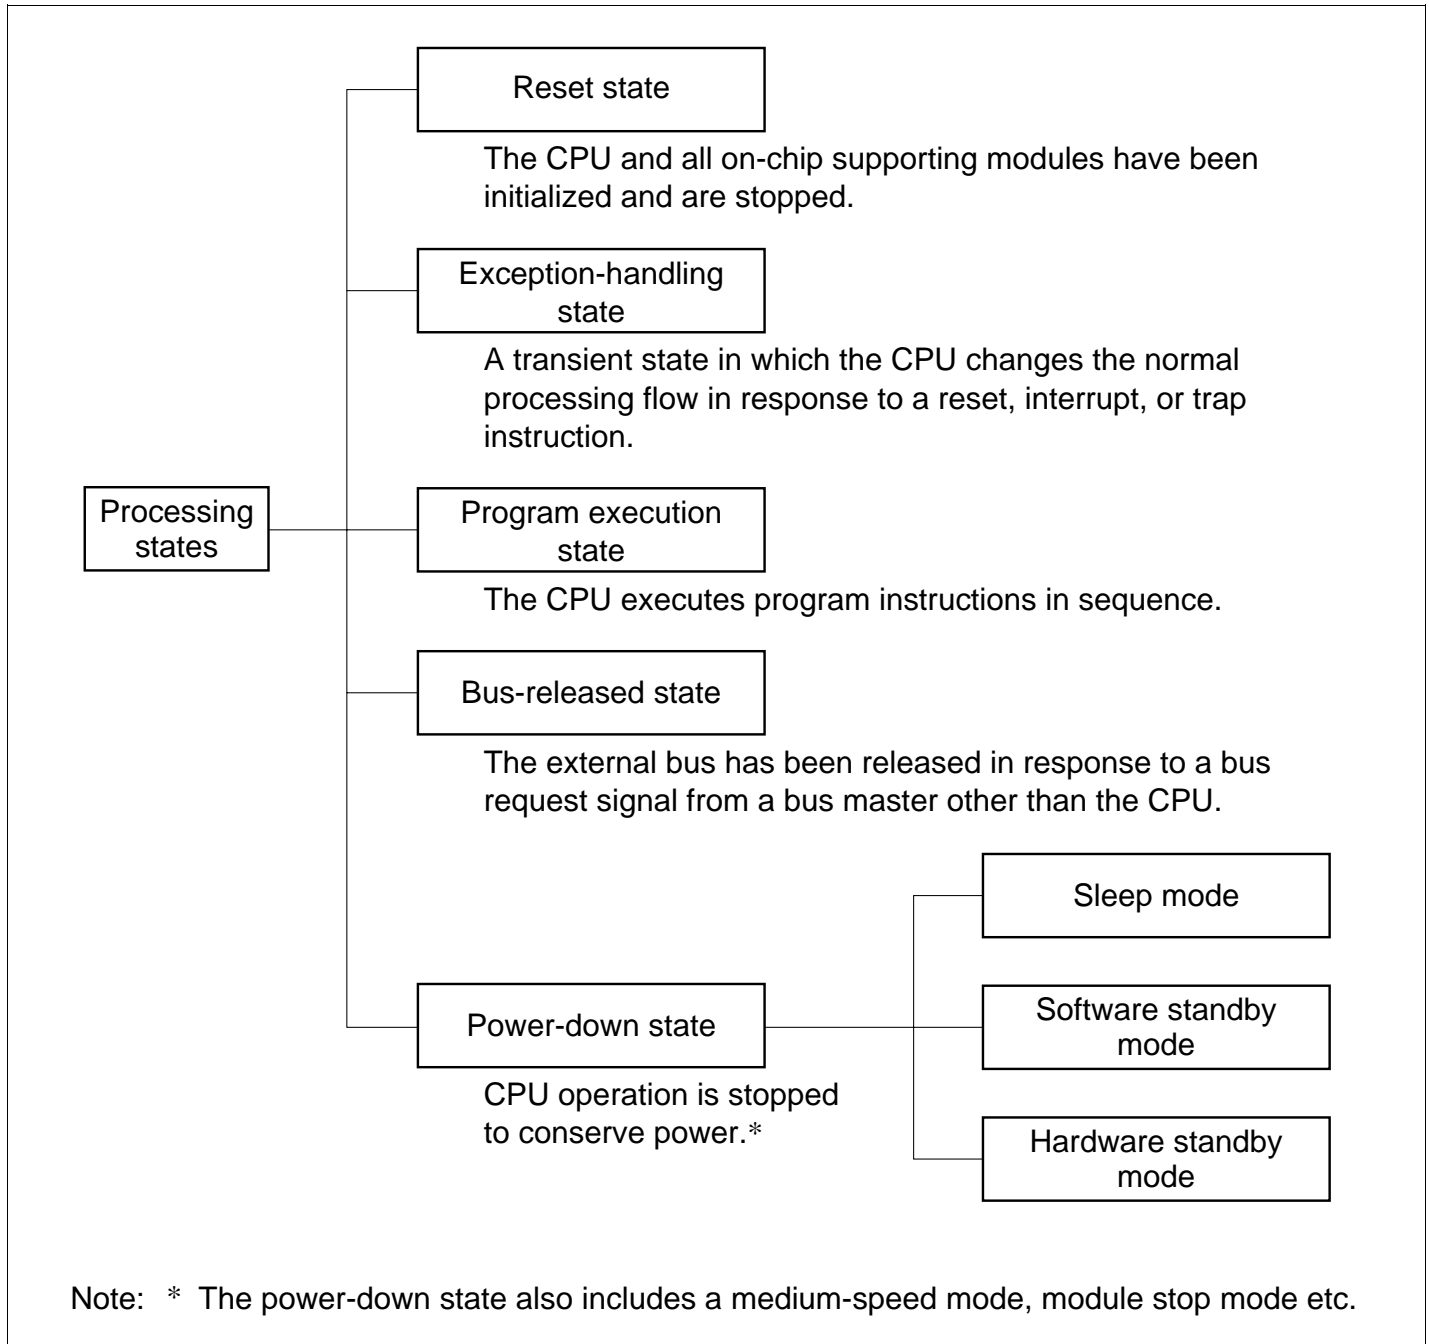 Reset state
The CPU and all on-chip supporting modules have been
initialized and are stopped.
Exception-handling
state
A transient state in which the CPU changes the normal
processing flow in response to a reset, interrupt, or trap
instruction.
Processing
states
Program execution
state
The CPU executes program instructions in sequence.
Bus-released state
The external bus has been released in response to a bus
request signal from a bus master other than the CPU.
Sleep mode
Power-down state
CPU operation is stopped
to conserve power.*
Software standby
mode
Hardware standby
mode
Note: * The power-down state also includes a medium-speed mode, module stop mode etc.